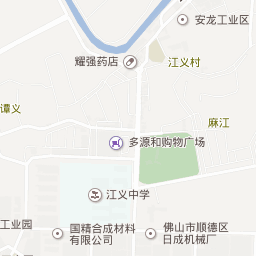 安龙工业区
耀强药店
江义村
谭义
麻江
多源和购物广场
江义中学
工业园
国精合成材料
有限公司
佛山市顺德区
日成机械厂